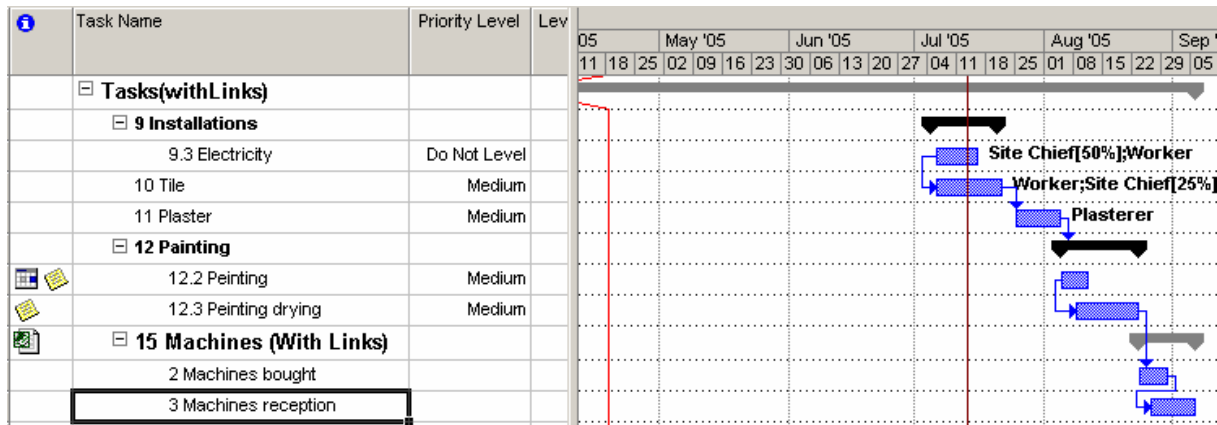 Task Name Priority Level Lev
05 May '05 Jun '05 Jul '05 Aug '05 Sep '
11 18 25 02 09 16 23 30 06 13 20 27 04 11 18 25 01 08 15 22 29 05
Tasks(withLinks)
9 Installations
9.3 Electricity Do Not Level Site Chief[50%];Worker
10 Tile Medium Worker;Site Chief[25%]
11 Plaster Medium Plasterer
12 Painting
12.2 Peinting Medium
12.3 Peinting drying Medium
15 Machines (With Links)
2 Machines bought
3 Machines reception